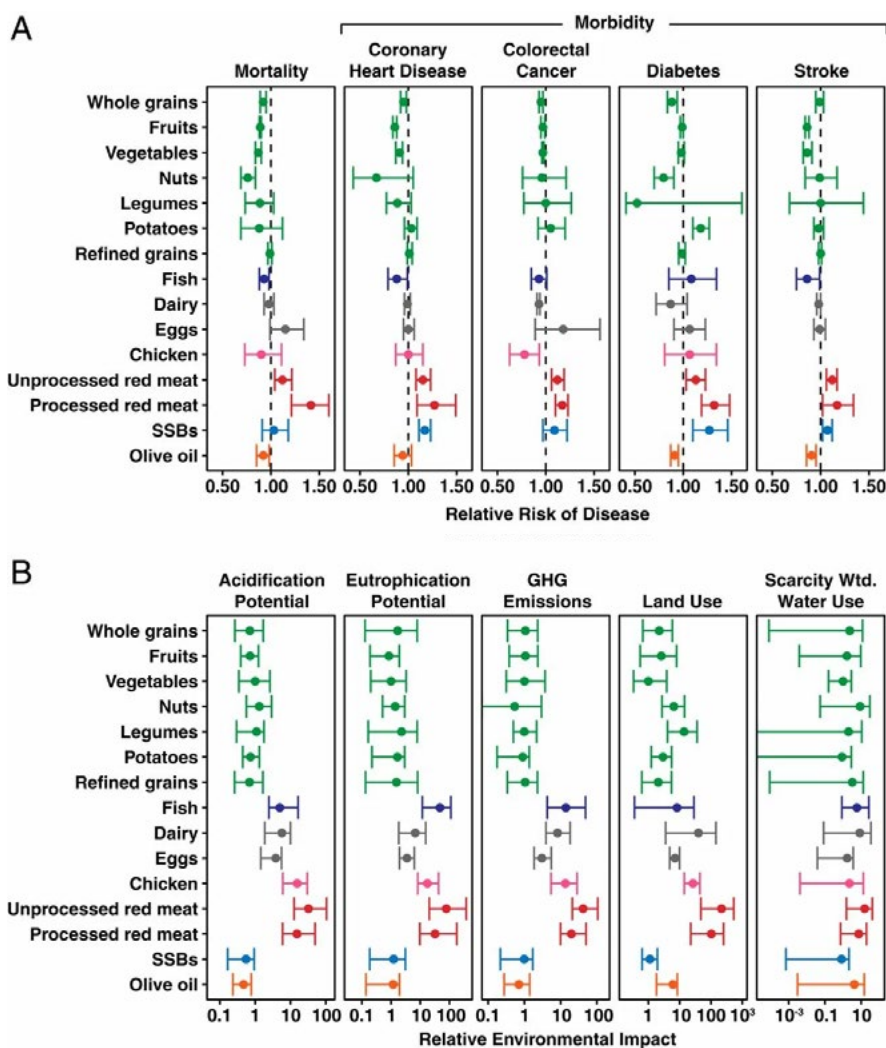 A
Morbidity
Coronary Colorectal
Mortality Heart Disease Cancer Diabetes Stroke
Whole grains
Fruits
Vegetables
Nuts
Legumes
Potatoes
Refined grains
Fish
Dairy
Eggs
Chicken
Unprocessed red meat
Processed red meat
SSBs
Olive oil
0.50 1.00 1.50 0.50 1.00 1.50 0.50 1.00 1.50 0.50 1.00 1.50 0.50 1.00 1.50
Relative Risk of Disease
B
Acidification Eutrophication GHG Scarcity Wtd.
Potential Potential Emissions Land Use Water Use
Whole grains
Fruits
Vegetables
Nuts
Legumes
Potatoes
Refined grains
Fish
Dairy
Eggs
Chicken
Unprocessed red meat
Processed red meat
SSBs
Olive oil
0.1 1 10 100 0.1 1 10 100 0.1 1 10 100 1 10 100 10³ 10⁻³ 0.1 10
Relative Environmental Impact